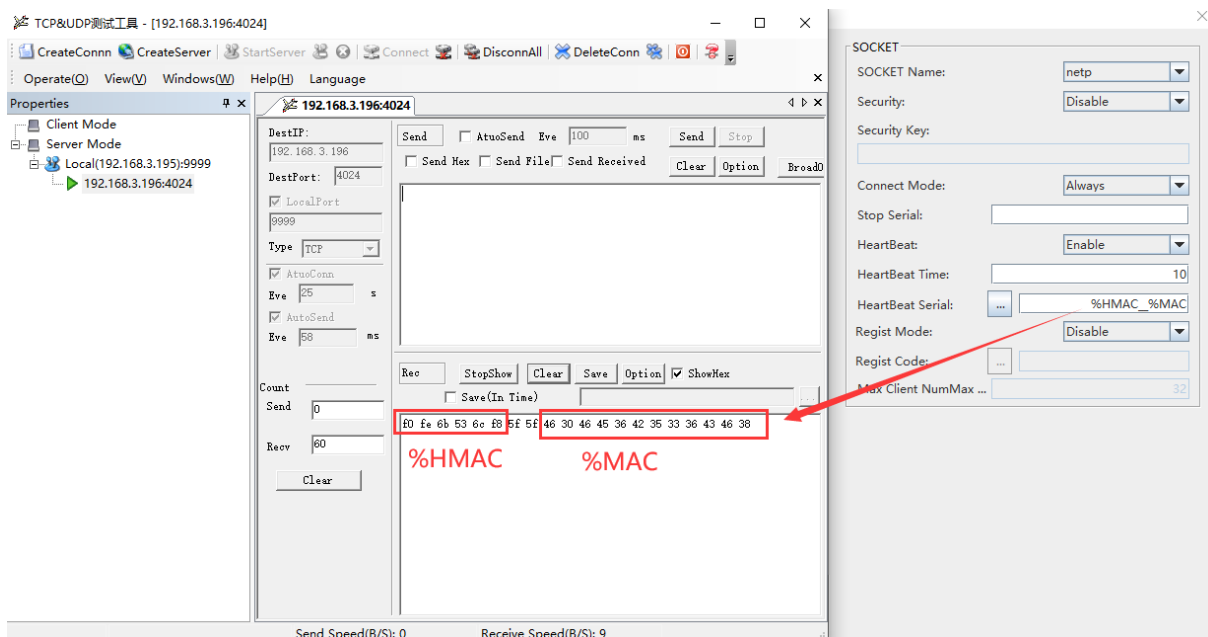 TCP&UDP测试工具 - [192.168.3.196:4024]
CreateConnn CreateServer StartServer Connect DisconnAll DeleteConn
Operate(O) View(V) Windows(W) Help(H) Language
Properties
Client Mode
Server Mode
Local(192.168.3.195):9999
192.168.3.196:4024
192.168.3.196:4024
DestIP:
192.168.3.196
DestPort: 4024
LocalPort
9999
Type TCP
AtuoConn
Eve 25 s
AutoSend
Eve 58 ms
Count
Send 0
Recv 60
Clear
Send AtuoSend Eve 100 ms Send Stop
Send Hex Send File Send Received Clear Option BroadO
Rec StopShow Clear Save Option ShowHex
Save(In Time) ...
f0 fe 6b 53 6c f8 5f 5f 46 30 46 45 36 42 35 33 36 43 46 38
%HMAC %MAC
Send Speed(B/S): 0 Receive Speed(B/S): 9
SOCKET
SOCKET Name: netp
Security: Disable
Security Key:
Connect Mode: Always
Stop Serial:
HeartBeat: Enable
HeartBeat Time: 10
HeartBeat Serial: ... %HMAC__%MAC
Regist Mode: Disable
Regist Code: ...
Max Client NumMax ... 32